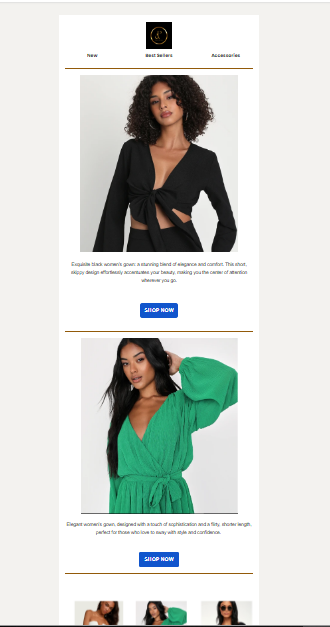 &
New Best Sellers Accessories
Exquisite black women's gown: a stunning blend of elegance and comfort. This short,
skippy design effortlessly accentuates your beauty, making you the center of attention
wherever you go.
SHOP NOW
Elegant women's gown, designed with a touch of sophistication and a flirty, shorter length,
perfect for those who love to sway with style and confidence.
SHOP NOW